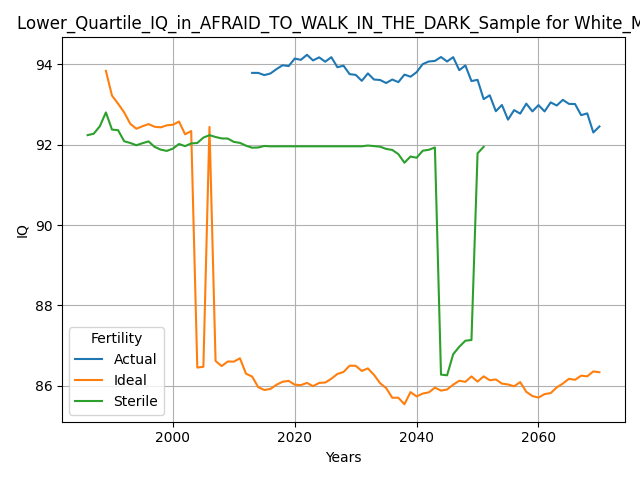 Lower_Quartile_IQ_in_AFRAID_TO_WALK_IN_THE_DARK_Sample for White_M
94
92
90
88
86
IQ
Fertility
Actual
Ideal
Sterile
2000
2020
2040
2060
Years